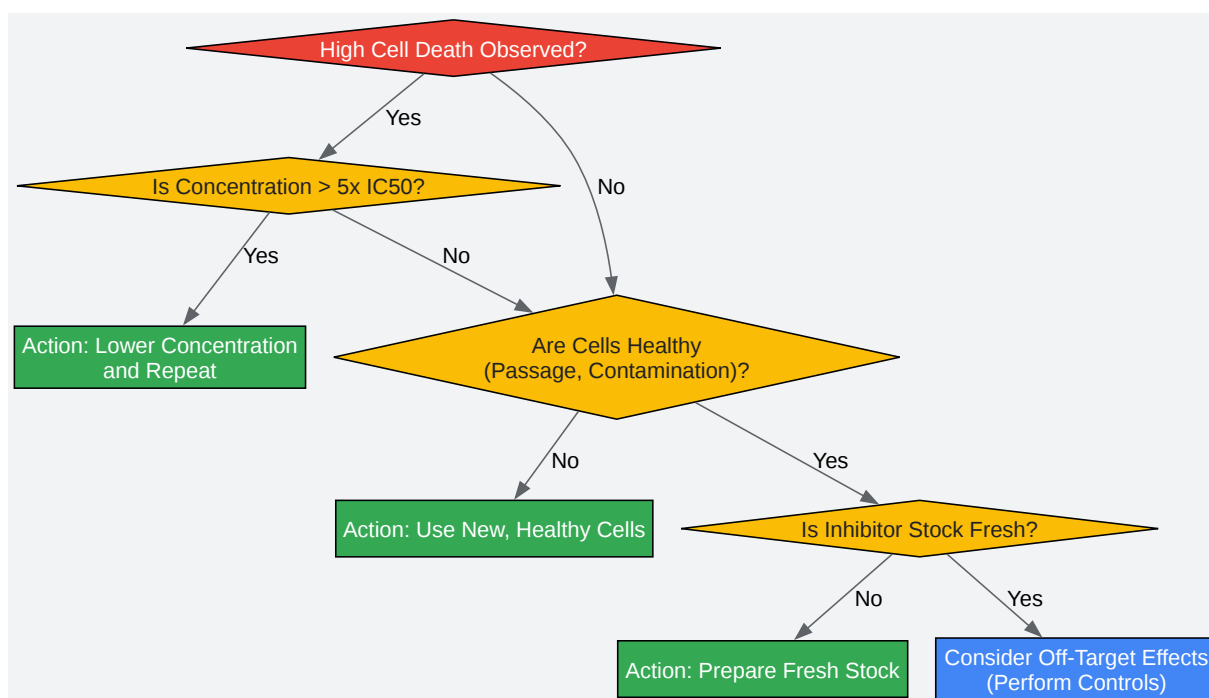 High Cell Death Observed?
Yes
Is Concentration > 5x IC50?
No
Yes
No
Action: Lower Concentration
and Repeat
Are Cells Healthy
(Passage, Contamination)?
No
Yes
Action: Use New, Healthy Cells
Is Inhibitor Stock Fresh?
No
Yes
Action: Prepare Fresh Stock
Consider Off-Target Effects
(Perform Controls)